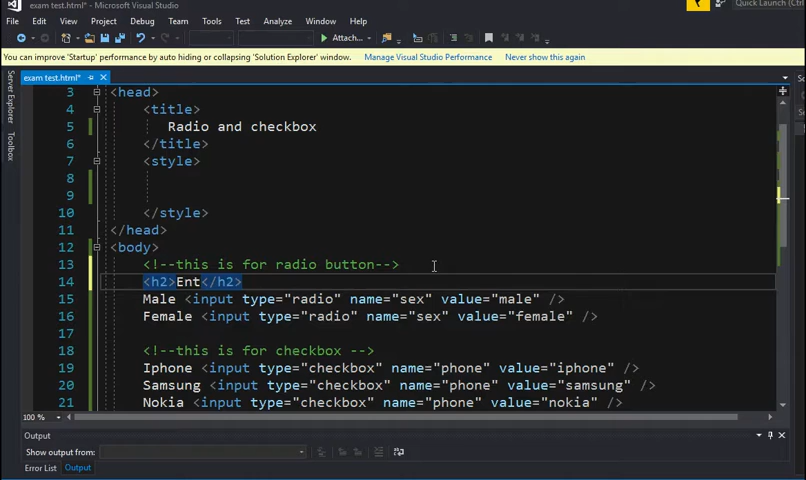 exam test.html* - Microsoft Visual Studio
Quick Launch (Ctrl
File Edit View Project Debug Team Tools Test Analyze Window Help
Attach...
You can improve 'Startup' performance by auto hiding or collapsing 'Solution Explorer' window. Manage Visual Studio Performance Never show this again
Server Explorer
Toolbox
exam test.html*
3 <head>
4 <title>
5 Radio and checkbox
6 </title>
7 <style>
8
9
10 </style>
11 </head>
12 <body>
13 <!--this is for radio button-->
14 <h2>Ent</h2>
15 Male <input type="radio" name="sex" value="male" />
16 Female <input type="radio" name="sex" value="female" />
17
18 <!--this is for checkbox -->
19 Iphone <input type="checkbox" name="phone" value="iphone" />
20 Samsung <input type="checkbox" name="phone" value="samsung" />
21 Nokia <input type="checkbox" name="phone" value="nokia" />
100 %
Output
Show output from:
Error List Output